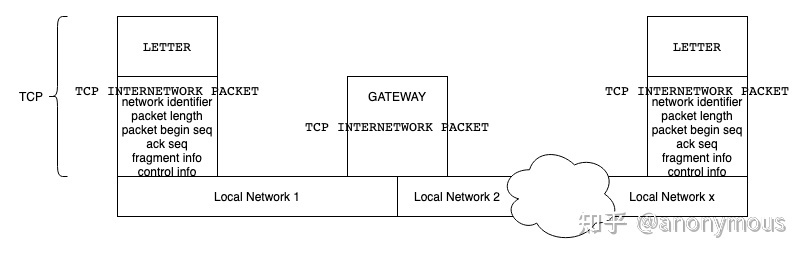 LETTER
LETTER
TCP
TCP INTERNETWORK PACKET
network identifier
packet length
packet begin seq
ack seq
fragment info
control info
GATEWAY
TCP INTERNETWORK PACKET
TCP INTERNETWORK PACKET
network identifier
packet length
packet begin seq
ack seq
fragment info
control info
Local Network 1
Local Network 2
Local Network x
知乎 @anonymous